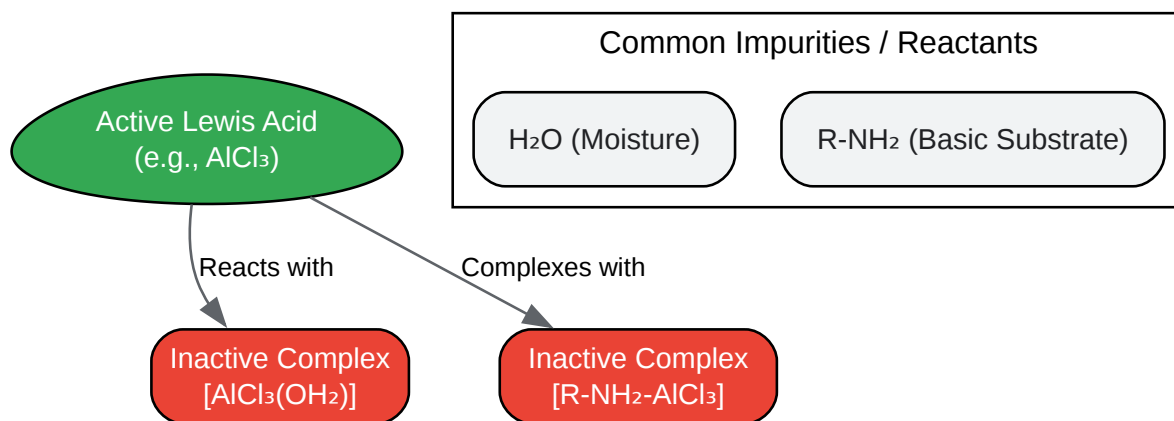 Common Impurities / Reactants
Active Lewis Acid
(e.g., AlCl₃)
H₂O (Moisture)
R-NH₂ (Basic Substrate)
Reacts with
Complexes with
Inactive Complex
[AlCl₃(OH₂)]
Inactive Complex
[R-NH₂-AlCl₃]